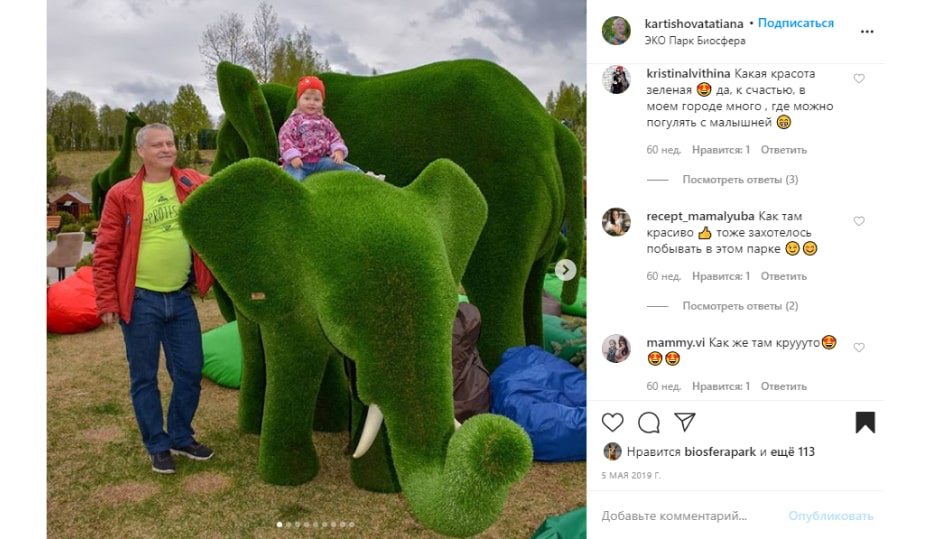 kartishovatatiana • Подписаться
ЭКО Парк Биосфера
kristinalvithina Какая красота
зеленая 🤩 да, к счастью, в
моем городе много , где можно
погулять с малышней 😁
60 нед. Нравится: 1 Ответить
Посмотреть ответы (3)
recept_mamalyuba Как там
красиво 👍 тоже захотелось
побывать в этом парке 😉😊
60 нед. Нравится: 1 Ответить
Посмотреть ответы (2)
mammy.vi Как же там круууто🤩
🤩🤩
60 нед. Нравится: 1 Ответить
Нравится biosferapark и ещё 113
5 МАЯ 2019 Г.
Добавьте комментарий... Опубликовать
PROTES